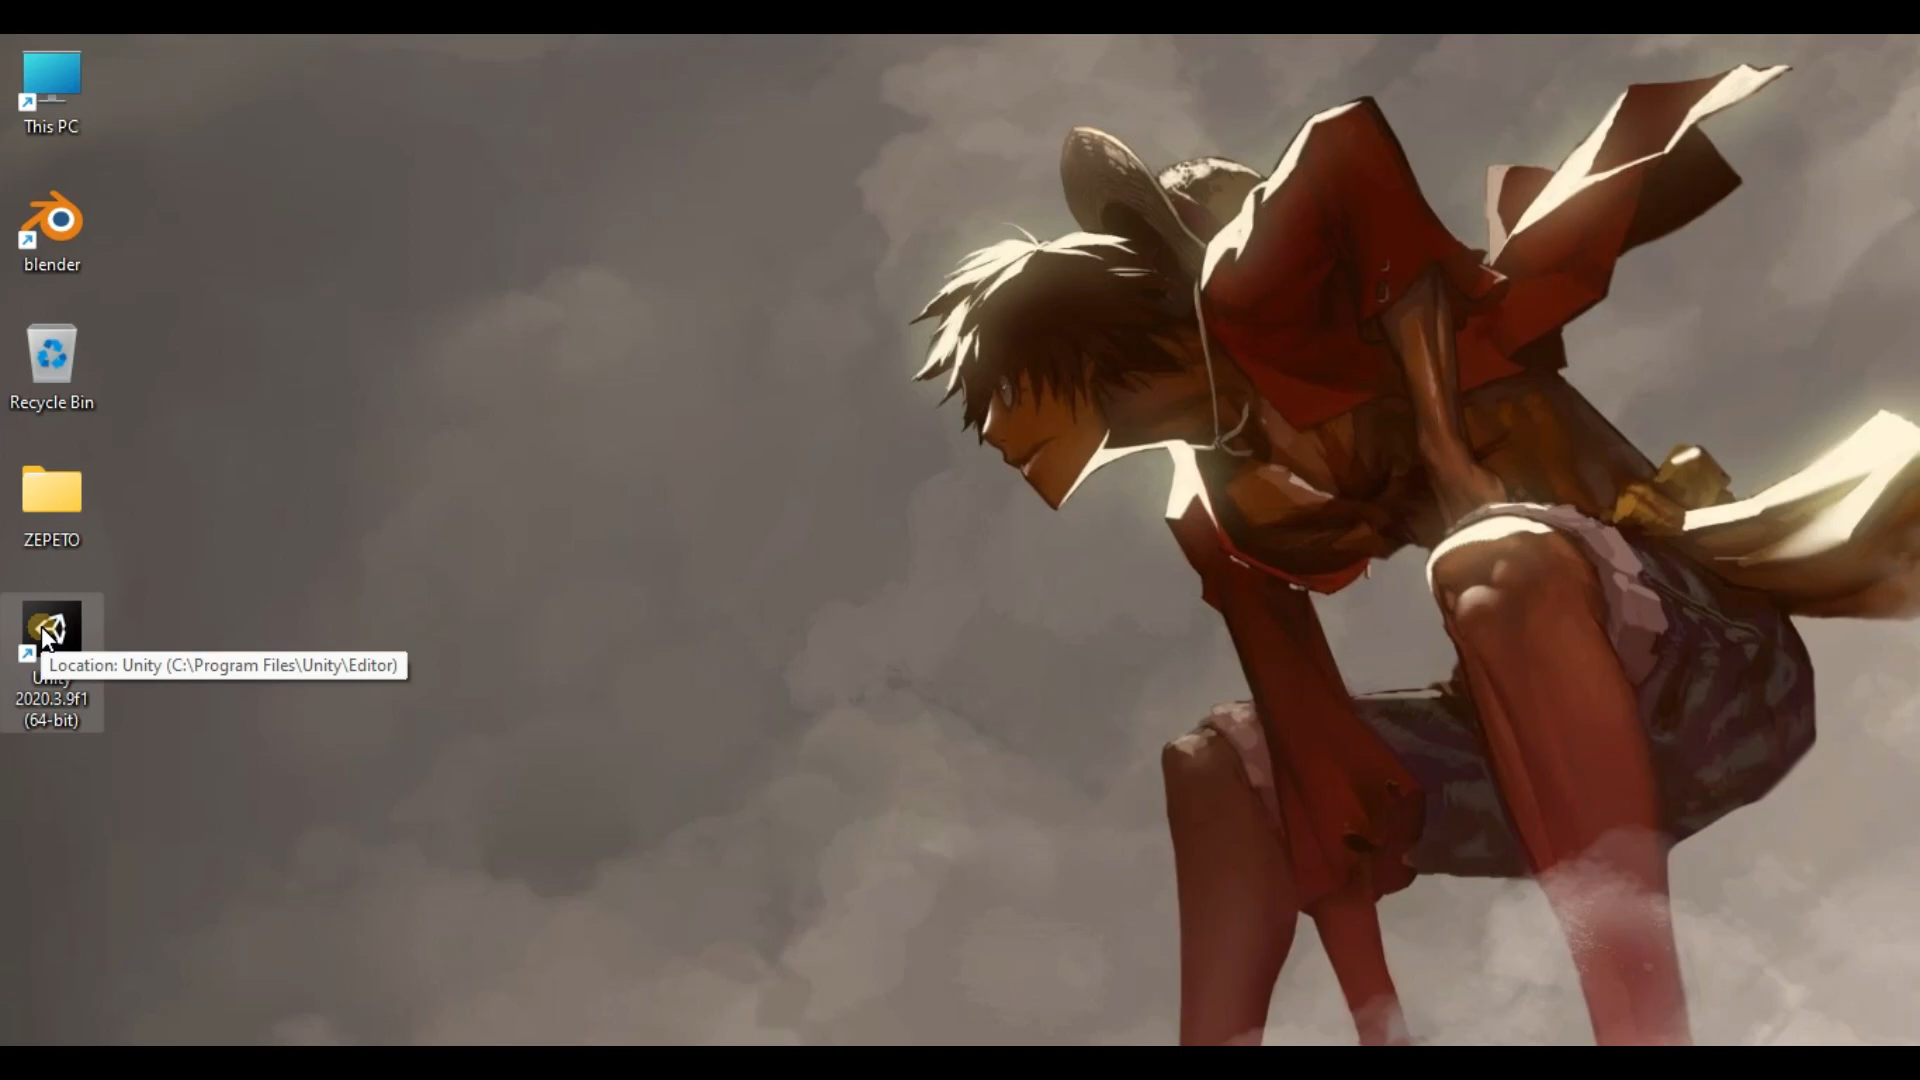 This PC
blender
Recycle Bin
ZEPETO
Location: Unity (C:\Program Files\Unity\Editor)
Unity
2020.3.9f1
(64-bit)